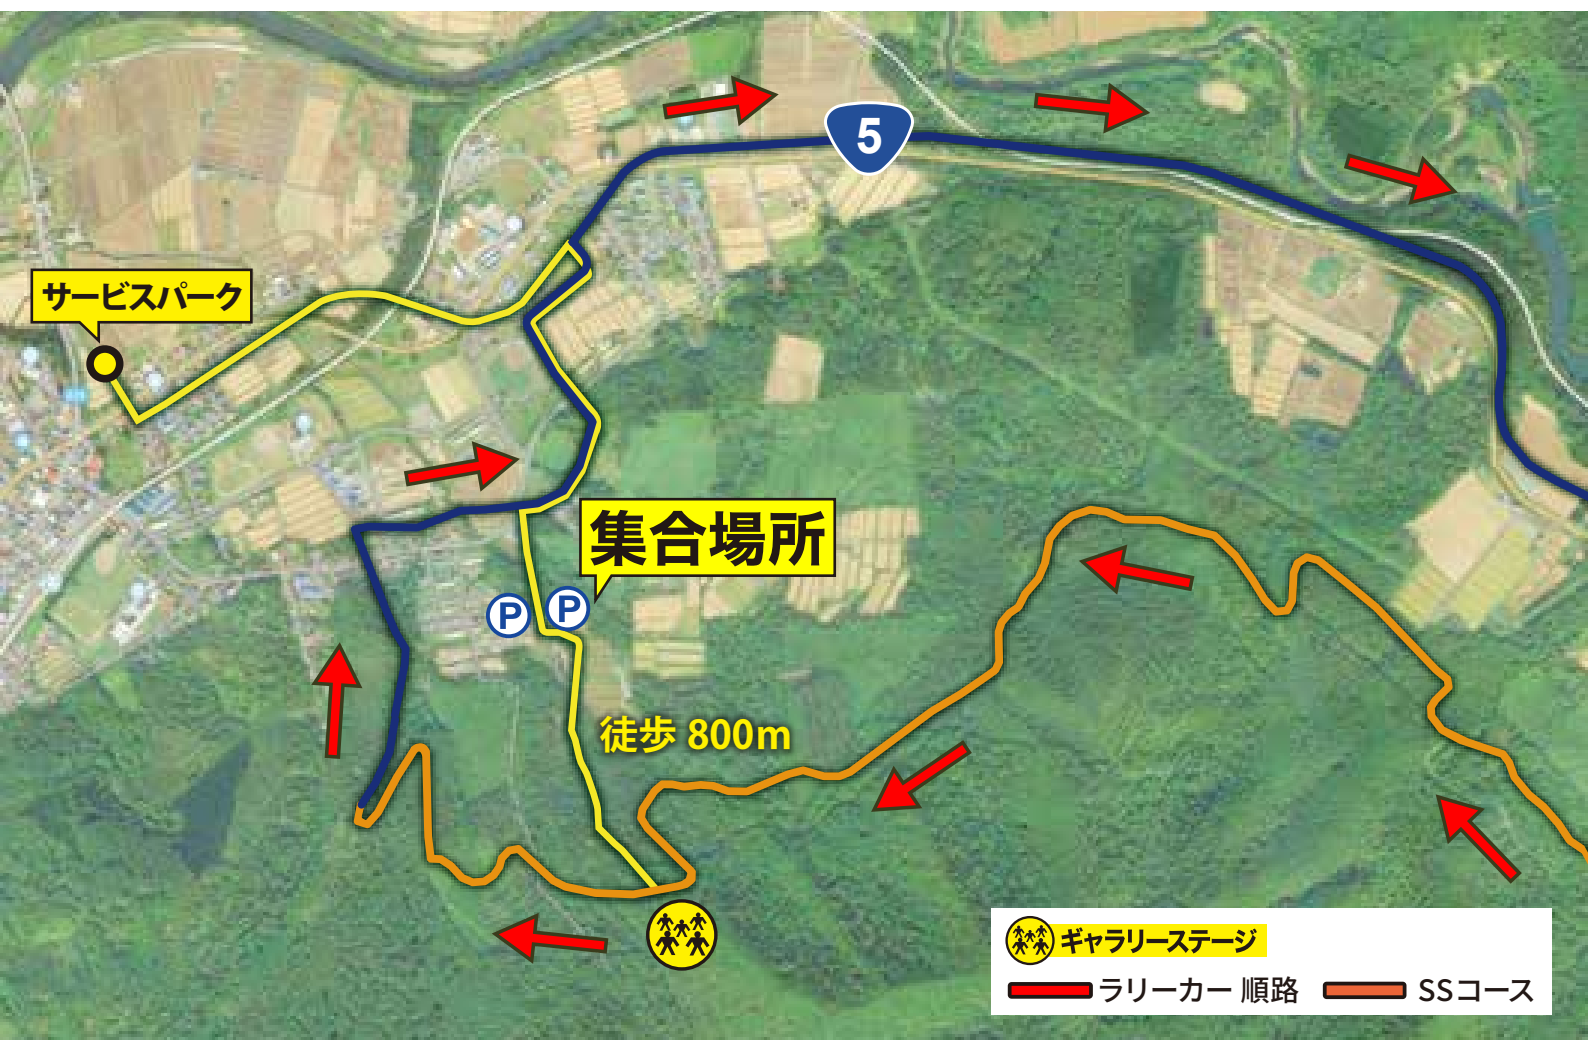 5
サービスパーク
集合場所
P
P
徒歩 800m
ギャラリーステージ
ラリーカー 順路
SSコース